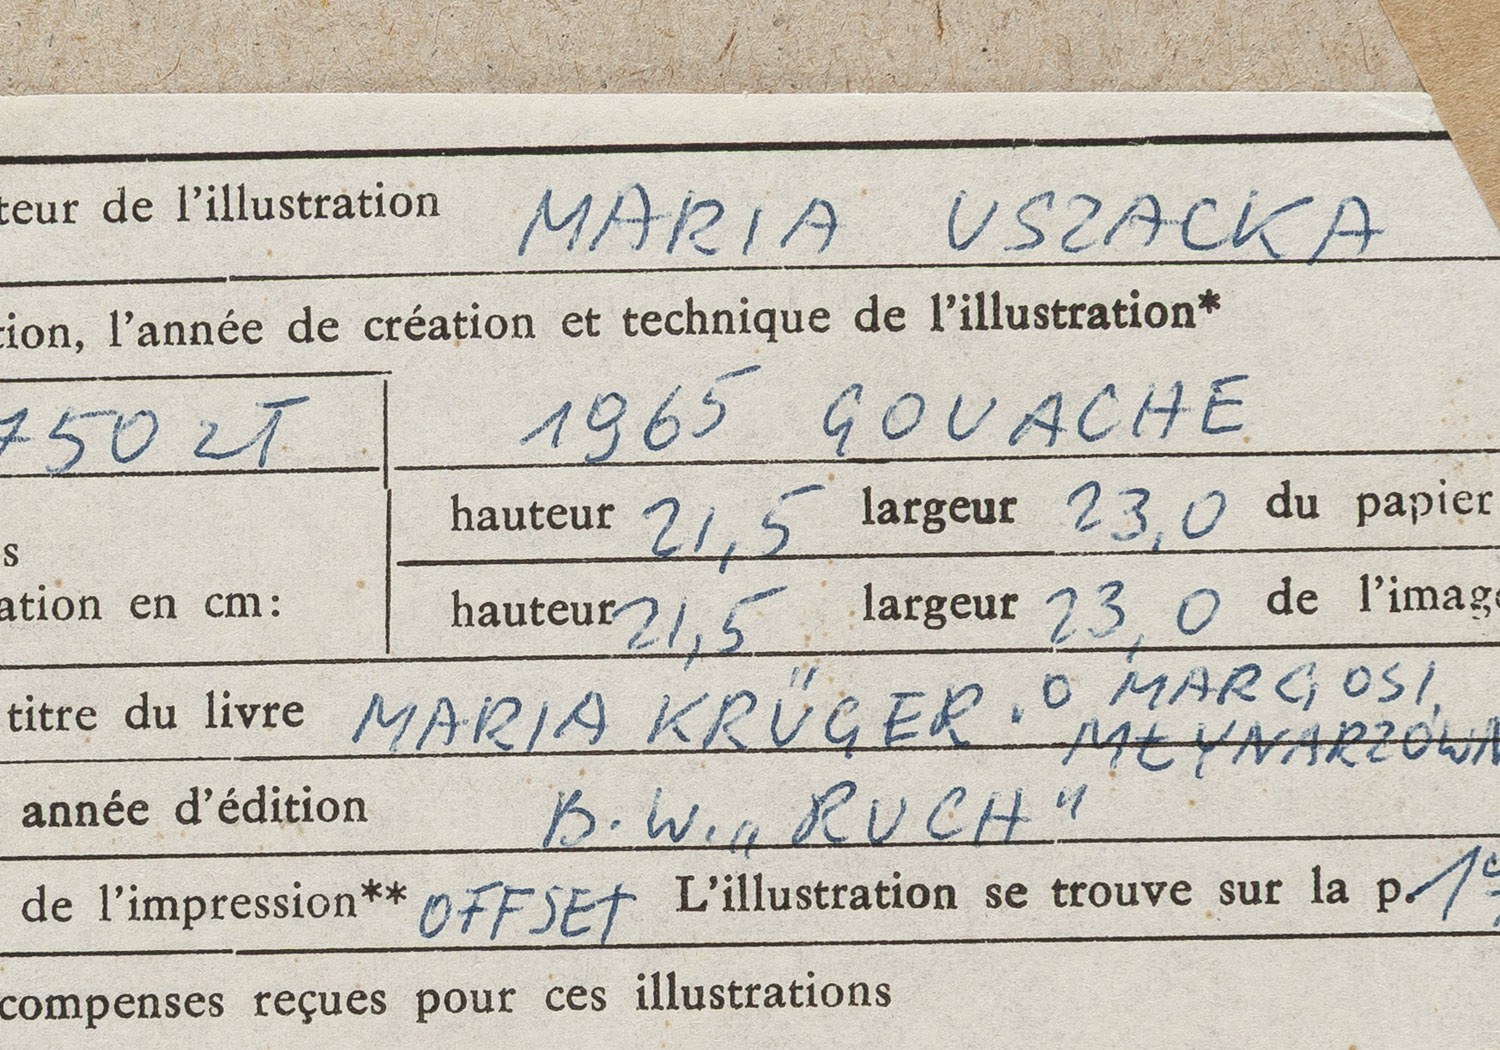 teur de l'illustration MARIA USZACKA
tion, l'année de création et technique de l'illustration*
750 zł 1965 GOUACHE
hauteur 21,5 largeur 23,0 du papier
s
ation en cm: hauteur 21,5 largeur 23,0 de l'image
titre du livre MARIA KRÜGER. O MARGOSI,
MŁYNARZÓWN
année d'édition B.W. „RUCH"
de l'impression** OFFSET L'illustration se trouve sur la p.
compenses reçues pour ces illustrations